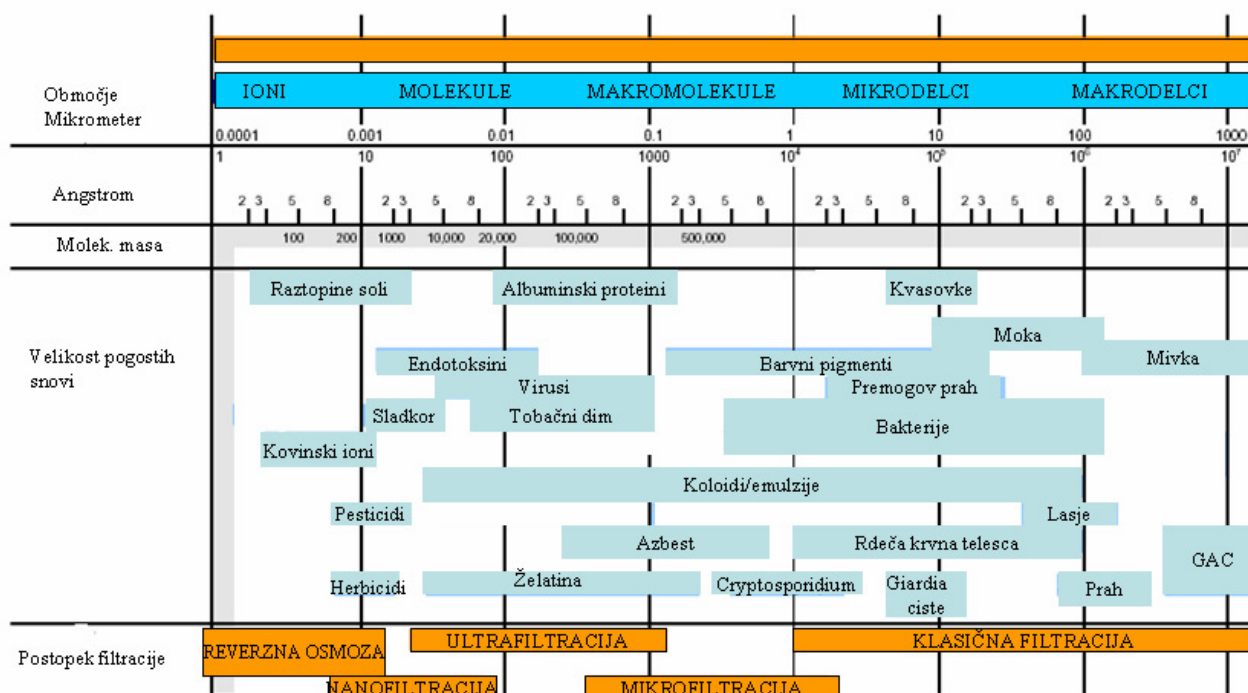 IONI MOLEKULE MAKROMOLEKULE MIKRODELCI MAKRODELCI
Območje
Mikrometer
0.0001 0.001 0.01 0.1 1 10 100 1000
1 10 100 1000 10⁴ 10⁵ 10⁶ 10⁷
Angstrom
2 3 5 8 2 3 5 8 2 3 5 8 2 3 5 8 2 3 5 8 2 3 5 8 2 3 5 8
Molek. masa
100 200 1000 10,000 20,000 100,000 500,000
Velikost pogostih
snovi
Raztopine soli Albuminski proteini Kvasovke
Moka
Endotoksini Barvni pigmenti Mivka
Virusi Premogov prah
Sladkor Tobačni dim
Bakterije
Kovinski ioni
Koloidi/emulzije
Pesticidi Lasje
Azbest Rdeča krvna telesca
GAC
Herbicidi Želatina Cryptosporidium Giardia
ciste
Prah
Postopek filtracije
REVERZNA OSMOZA ULTRAFILTRACIJA KLASIČNA FILTRACIJA
NANOFILTRACIJA MIKROFILTRACIJA